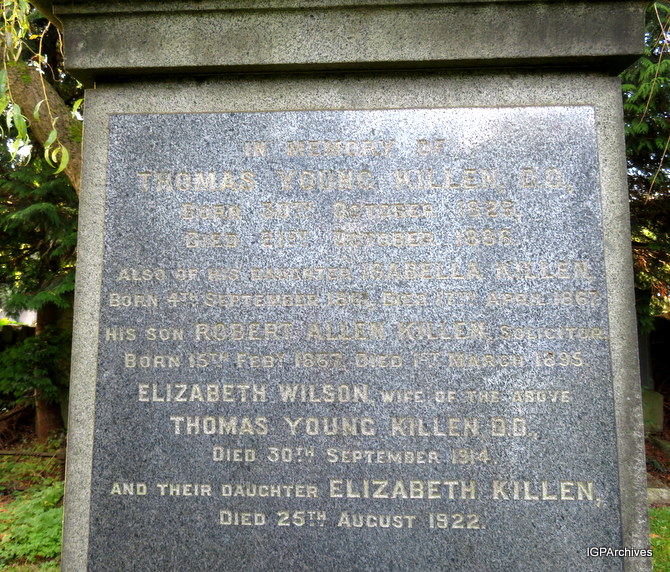 IN MEMORY OF
THOMAS YOUNG KILLEN, D.D.,
BORN 30TH OCTOBER 1826,
DIED 21ST OCTOBER 1886.
ALSO OF HIS DAUGHTER ISABELLA KILLEN
BORN 4TH SEPTEMBER DIED 17TH APRIL 1867
HIS SON ROBERT ALLEN KILLEN, SOLICITOR.
BORN 15TH FEBY 1857, DIED 1ST MARCH 1895.
ELIZABETH WILSON, WIFE OF THE ABOVE
THOMAS YOUNG KILLEN, D.D.,
DIED 30TH SEPTEMBER 1914.
AND THEIR DAUGHTER ELIZABETH KILLEN,
DIED 25TH AUGUST 1922.
IGPArchives